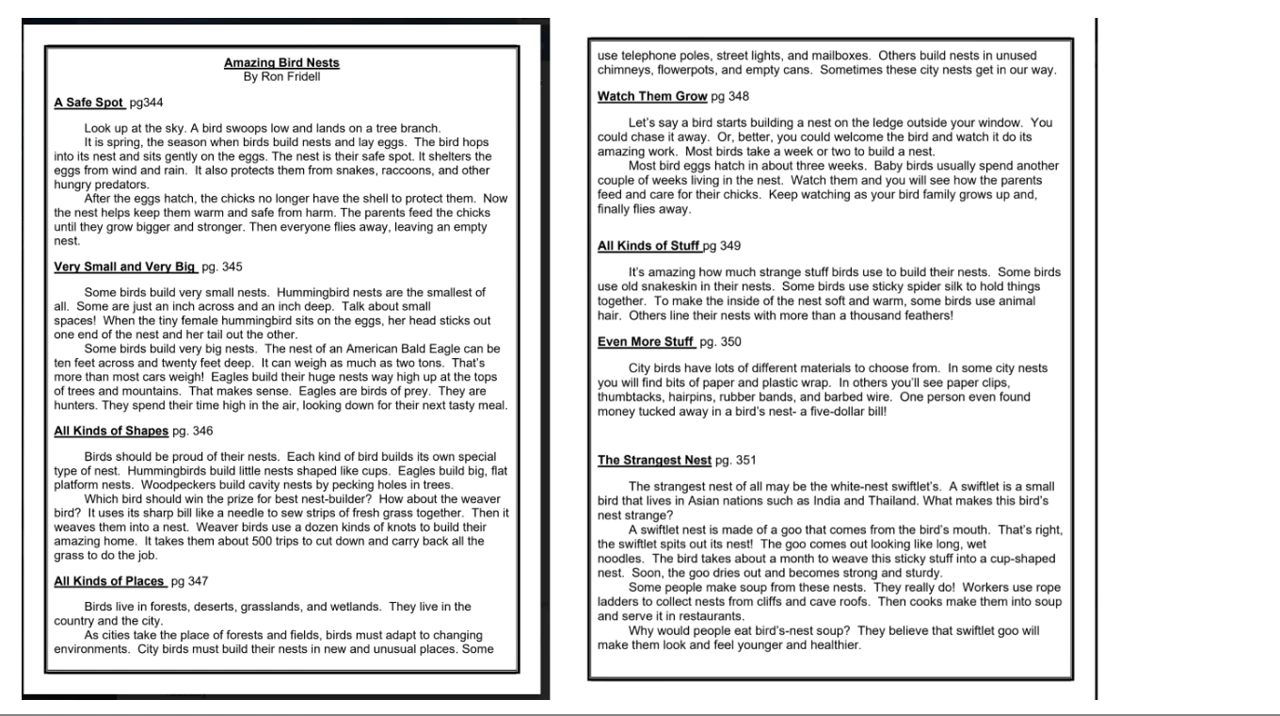 Amazing Bird Nests
By Ron Fridell
A Safe Spot  pg344
Look up at the sky. A bird swoops low and lands on a tree branch.
It is spring, the season when birds build nests and lay eggs.  The bird hops
into its nest and sits gently on the eggs. The nest is their safe spot. It shelters the
eggs from wind and rain.  It also protects them from snakes, raccoons, and other
hungry predators.
After the eggs hatch, the chicks no longer have the shell to protect them.  Now
the nest helps keep them warm and safe from harm. The parents feed the chicks
until they grow bigger and stronger. Then everyone flies away, leaving an empty
nest.
Very Small and Very Big  pg. 345
Some birds build very small nests.  Hummingbird nests are the smallest of
all.  Some are just an inch across and an inch deep.  Talk about small
spaces!  When the tiny female hummingbird sits on the eggs, her head sticks out
one end of the nest and her tail out the other.
Some birds build very big nests.  The nest of an American Bald Eagle can be
ten feet across and twenty feet deep.  It can weigh as much as two tons.  That's
more than most cars weigh!  Eagles build their huge nests way high up at the tops
of trees and mountains.  That makes sense.  Eagles are birds of prey.  They are
hunters. They spend their time high in the air, looking down for their next tasty meal.
All Kinds of Shapes pg. 346
Birds should be proud of their nests.  Each kind of bird builds its own special
type of nest.  Hummingbirds build little nests shaped like cups.  Eagles build big, flat
platform nests.  Woodpeckers build cavity nests by pecking holes in trees.
Which bird should win the prize for best nest-builder?  How about the weaver
bird?  It uses its sharp bill like a needle to sew strips of fresh grass together.  Then it
weaves them into a nest.  Weaver birds use a dozen kinds of knots to build their
amazing home.  It takes them about 500 trips to cut down and carry back all the
grass to do the job.
All Kinds of Places  pg 347
Birds live in forests, deserts, grasslands, and wetlands.  They live in the
country and the city.
As cities take the place of forests and fields, birds must adapt to changing
environments.  City birds must build their nests in new and unusual places. Some
use telephone poles, street lights, and mailboxes.  Others build nests in unused
chimneys, flowerpots, and empty cans.  Sometimes these city nests get in our way.
Watch Them Grow pg 348
Let's say a bird starts building a nest on the ledge outside your window.  You
could chase it away.  Or, better, you could welcome the bird and watch it do its
amazing work.  Most birds take a week or two to build a nest.
Most bird eggs hatch in about three weeks.  Baby birds usually spend another
couple of weeks living in the nest.  Watch them and you will see how the parents
feed and care for their chicks.  Keep watching as your bird family grows up and,
finally flies away.
All Kinds of Stuff pg 349
It's amazing how much strange stuff birds use to build their nests.  Some birds
use old snakeskin in their nests.  Some birds use sticky spider silk to hold things
together.  To make the inside of the nest soft and warm, some birds use animal
hair.  Others line their nests with more than a thousand feathers!
Even More Stuff  pg. 350
City birds have lots of different materials to choose from.  In some city nests
you will find bits of paper and plastic wrap.  In others you'll see paper clips,
thumbtacks, hairpins, rubber bands, and barbed wire.  One person even found
money tucked away in a bird's nest- a five-dollar bill!
The Strangest Nest pg. 351
The strangest nest of all may be the white-nest swiftlet's.  A swiftlet is a small
bird that lives in Asian nations such as India and Thailand. What makes this bird's
nest strange?
A swiftlet nest is made of a goo that comes from the bird's mouth.  That's right,
the swiftlet spits out its nest!  The goo comes out looking like long, wet
noodles.  The bird takes about a month to weave this sticky stuff into a cup-shaped
nest.  Soon, the goo dries out and becomes strong and sturdy.
Some people make soup from these nests.  They really do!  Workers use rope
ladders to collect nests from cliffs and cave roofs.  Then cooks make them into soup
and serve it in restaurants.
Why would people eat bird's-nest soup?  They believe that swiftlet goo will
make them look and feel younger and healthier.